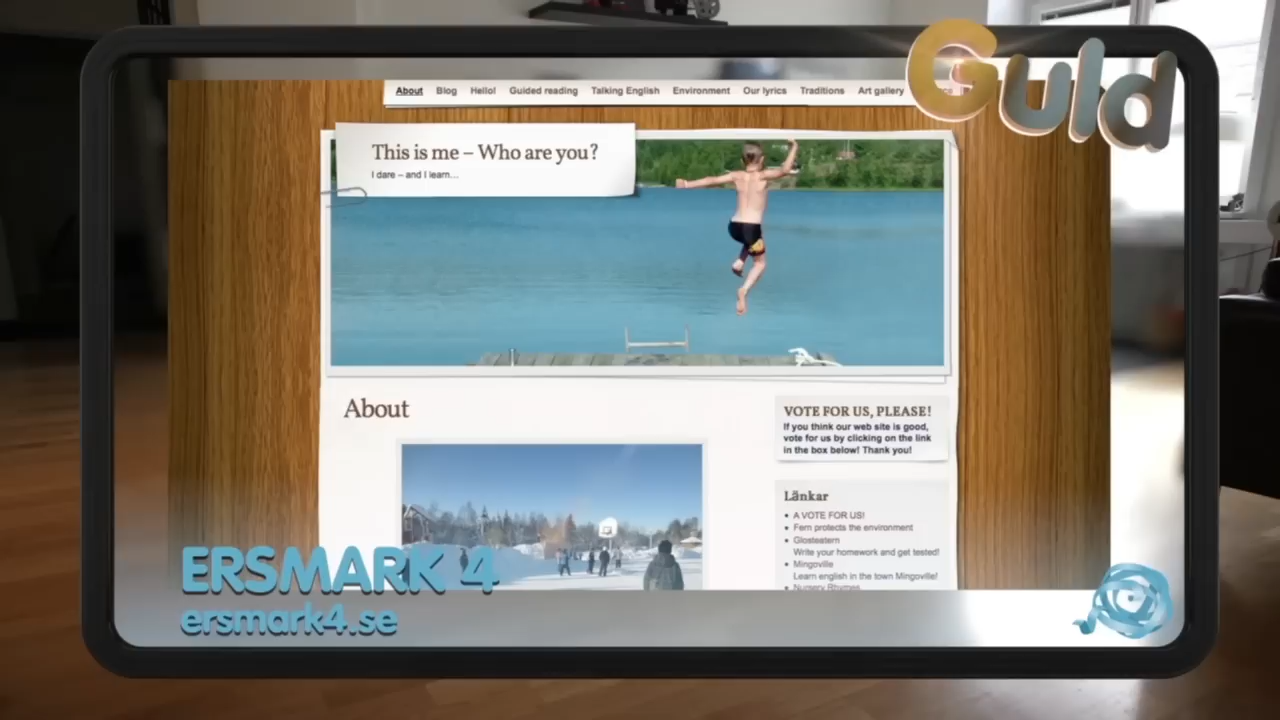 Guld
About Blog Hello! Guided reading Talking English Environment Our lyrics Traditions Art gallery
This is me – Who are you?
I dare – and I learn...
About
VOTE FOR US, PLEASE!
If you think our web site is good,
vote for us by clicking on the link
in the box below! Thank you!
Länkar
A VOTE FOR US!
Fern protects the environment
Glosteatern
Write your homework and get tested!
Mingoville
Learn english in the town Mingoville!
Nursery Rhymes
ERSMARK 4
ersmark4.se